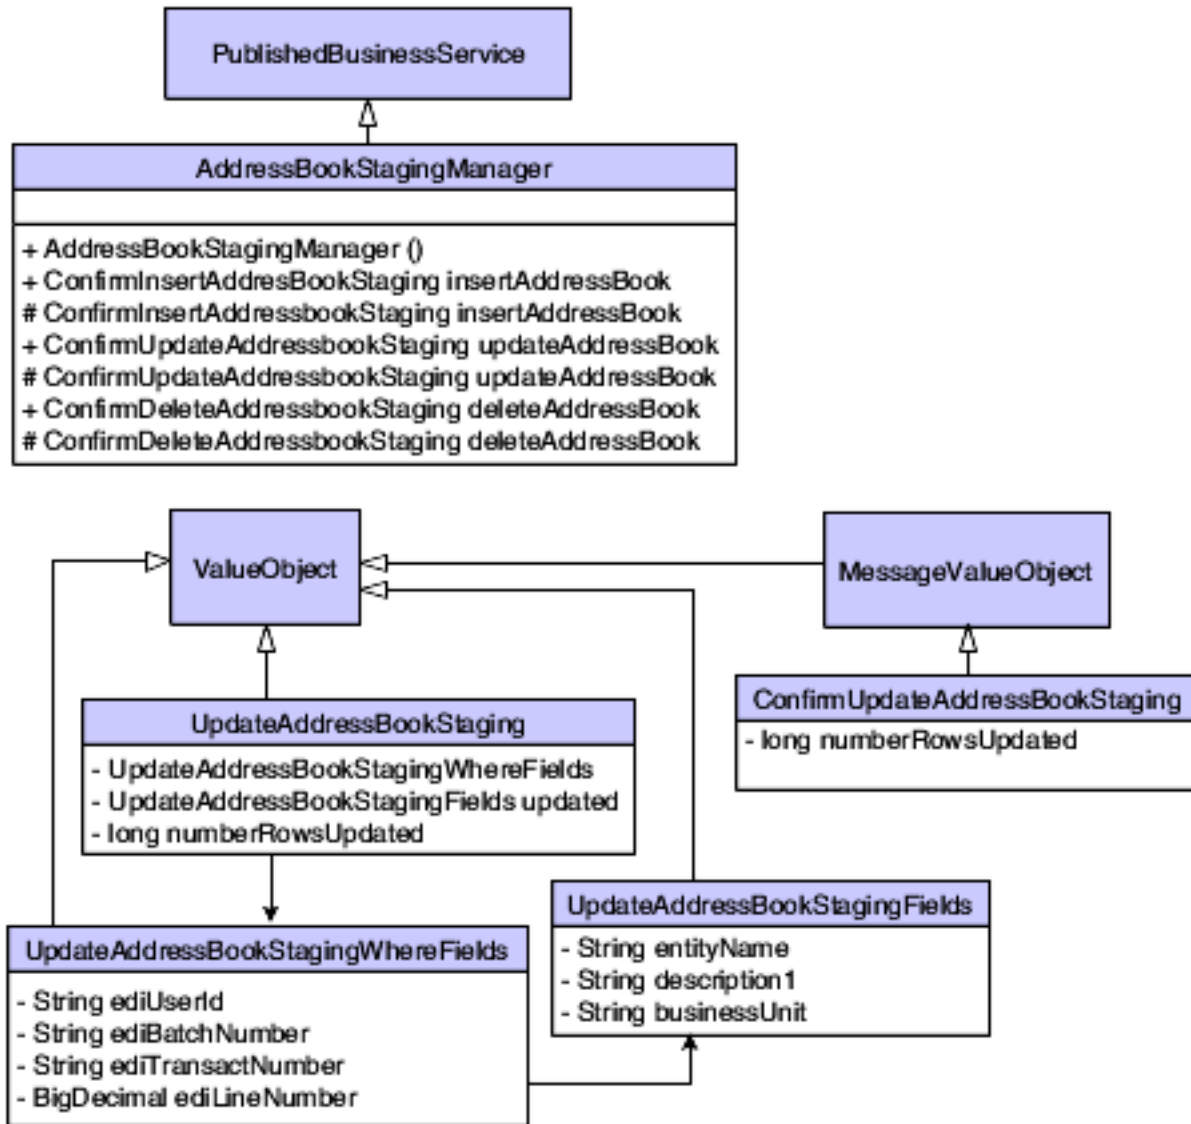 PublishedBusinessService
AddressBookStagingManager
+ AddressBookStagingManager ()
+ ConfirmInsertAddresBookStaging insertAddressBook
# ConfirmInsertAddressbookStaging insertAddressBook
+ ConfirmUpdateAddressbookStaging updateAddressBook
# ConfirmUpdateAddressbookStaging updateAddressBook
+ ConfirmDeleteAddressbookStaging deleteAddressBook
# ConfirmDeleteAddressbookStaging deleteAddressBook
ValueObject
MessageValueObject
UpdateAddressBookStaging
- UpdateAddressBookStagingWhereFields
- UpdateAddressBookStagingFields updated
- long numberRowsUpdated
ConfirmUpdateAddressBookStaging
- long numberRowsUpdated
UpdateAddressBookStagingWhereFields
- String ediUserId
- String ediBatchNumber
- String ediTransactNumber
- BigDecimal ediLineNumber
UpdateAddressBookStagingFields
- String entityName
- String description1
- String businessUnit